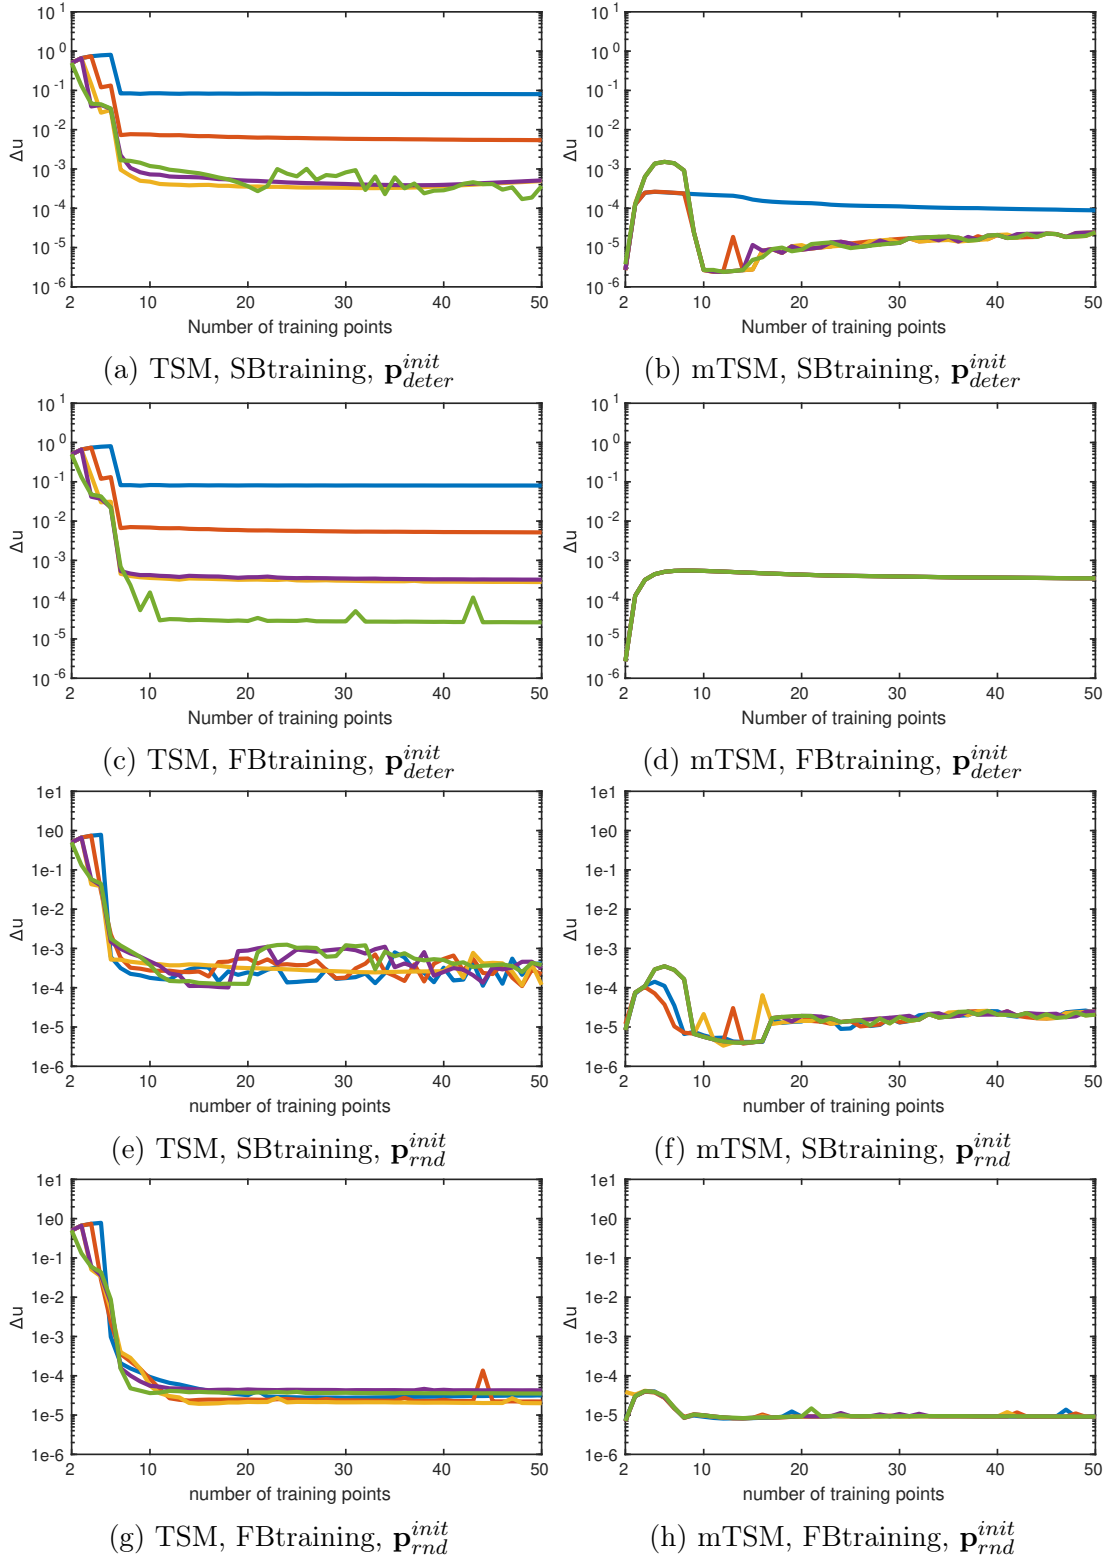 10^1
10^0
10^-1
10^-2
10^-3
10^-4
10^-5
10^-6
Δu
2 10 20 30 40 50
Number of training points
(a) TSM, SBtraining, p^{init}_{deter}
10^1
10^0
10^-1
10^-2
10^-3
10^-4
10^-5
10^-6
Δu
2 10 20 30 40 50
Number of training points
(b) mTSM, SBtraining, p^{init}_{deter}
10^1
10^0
10^-1
10^-2
10^-3
10^-4
10^-5
10^-6
Δu
2 10 20 30 40 50
Number of training points
(c) TSM, FBtraining, p^{init}_{deter}
10^1
10^0
10^-1
10^-2
10^-3
10^-4
10^-5
10^-6
Δu
2 10 20 30 40 50
Number of training points
(d) mTSM, FBtraining, p^{init}_{deter}
1e1
1e0
1e-1
1e-2
1e-3
1e-4
1e-5
1e-6
Δu
2 10 20 30 40 50
number of training points
(e) TSM, SBtraining, p^{init}_{rnd}
1e1
1e0
1e-1
1e-2
1e-3
1e-4
1e-5
1e-6
Δu
2 10 20 30 40 50
number of training points
(f) mTSM, SBtraining, p^{init}_{rnd}
1e1
1e0
1e-1
1e-2
1e-3
1e-4
1e-5
1e-6
Δu
2 10 20 30 40 50
number of training points
(g) TSM, FBtraining, p^{init}_{rnd}
1e1
1e0
1e-1
1e-2
1e-3
1e-4
1e-5
1e-6
Δu
2 10 20 30 40 50
number of training points
(h) mTSM, FBtraining, p^{init}_{rnd}